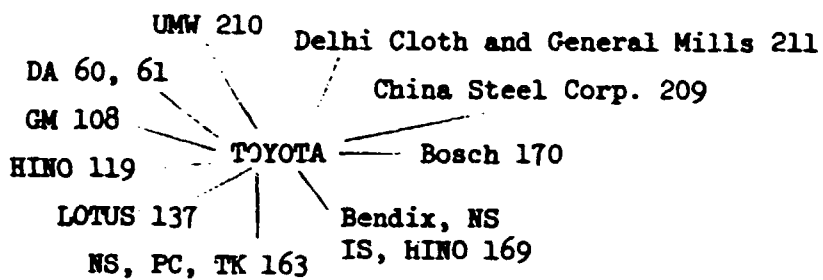 UMW 210
Delhi Cloth and General Mills 211
DA 60, 61
China Steel Corp. 209
GM 108
TOYOTA
Bosch 170
HINO 119
LOTUS 137
Bendix, NS
IS, HINO 169
NS, PC, TK 163